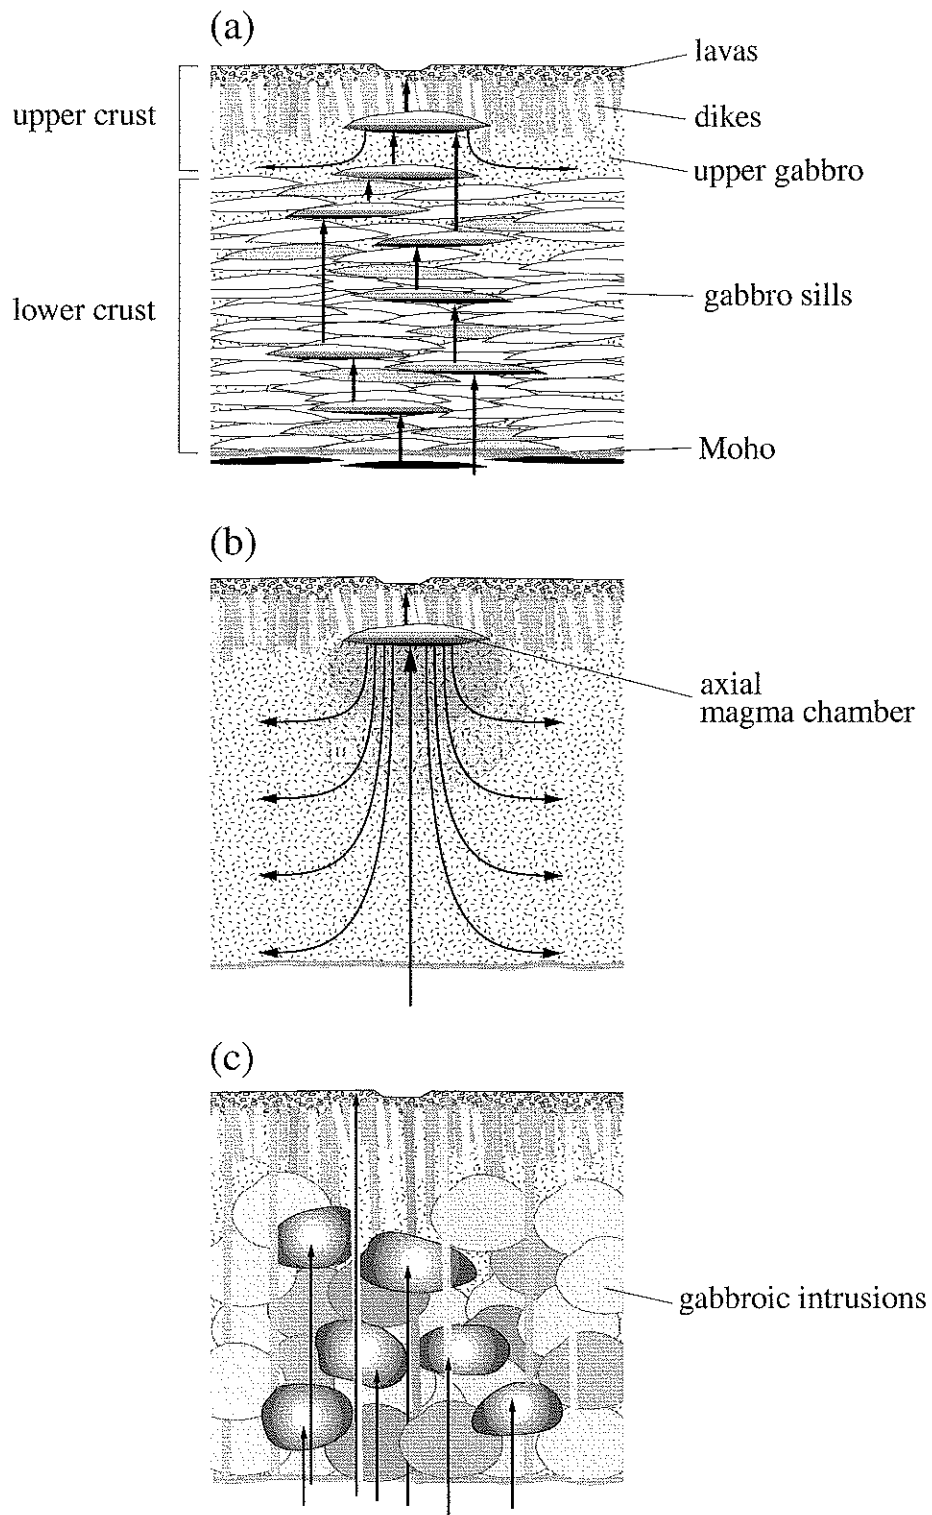 (a)
lavas
upper crust
dikes
upper gabbro
lower crust
gabbro sills
Moho
(b)
axial
magma chamber
(c)
gabbroic intrusions